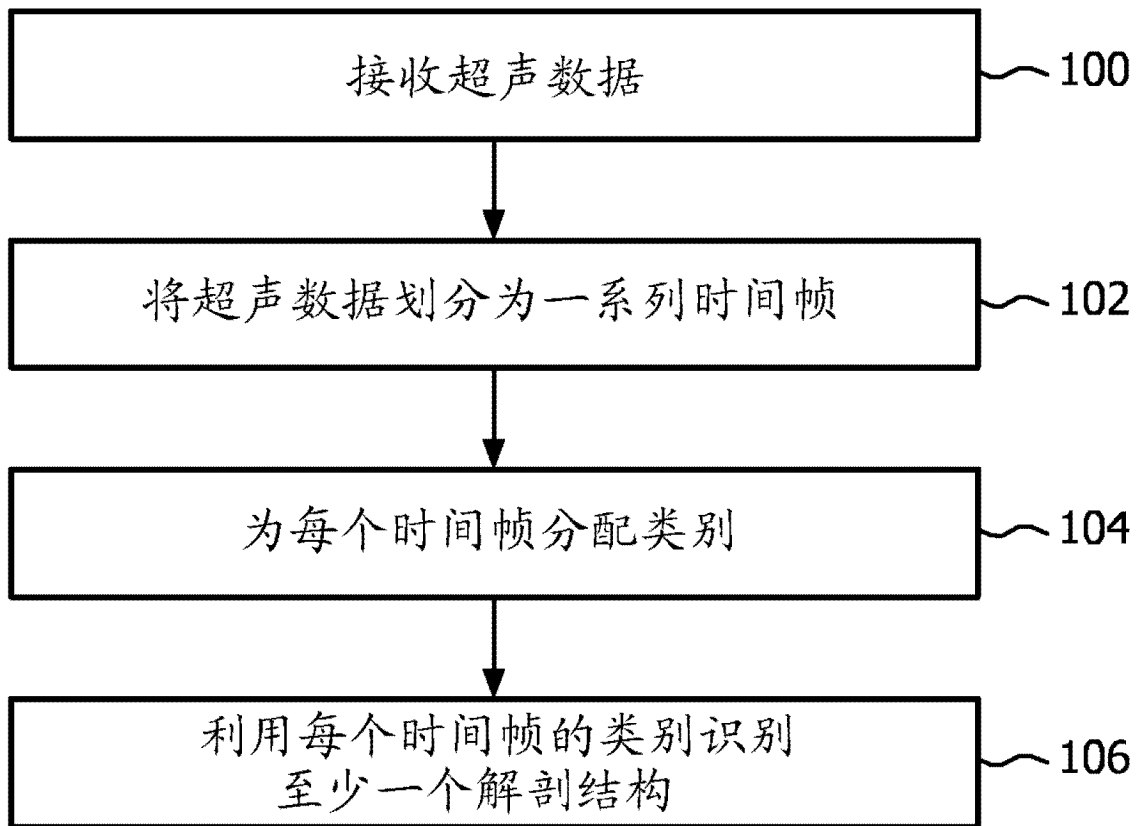 接收超声数据
100
将超声数据划分为一系列时间帧
102
为每个时间帧分配类别
104
利用每个时间帧的类别识别
至少一个解剖结构
106